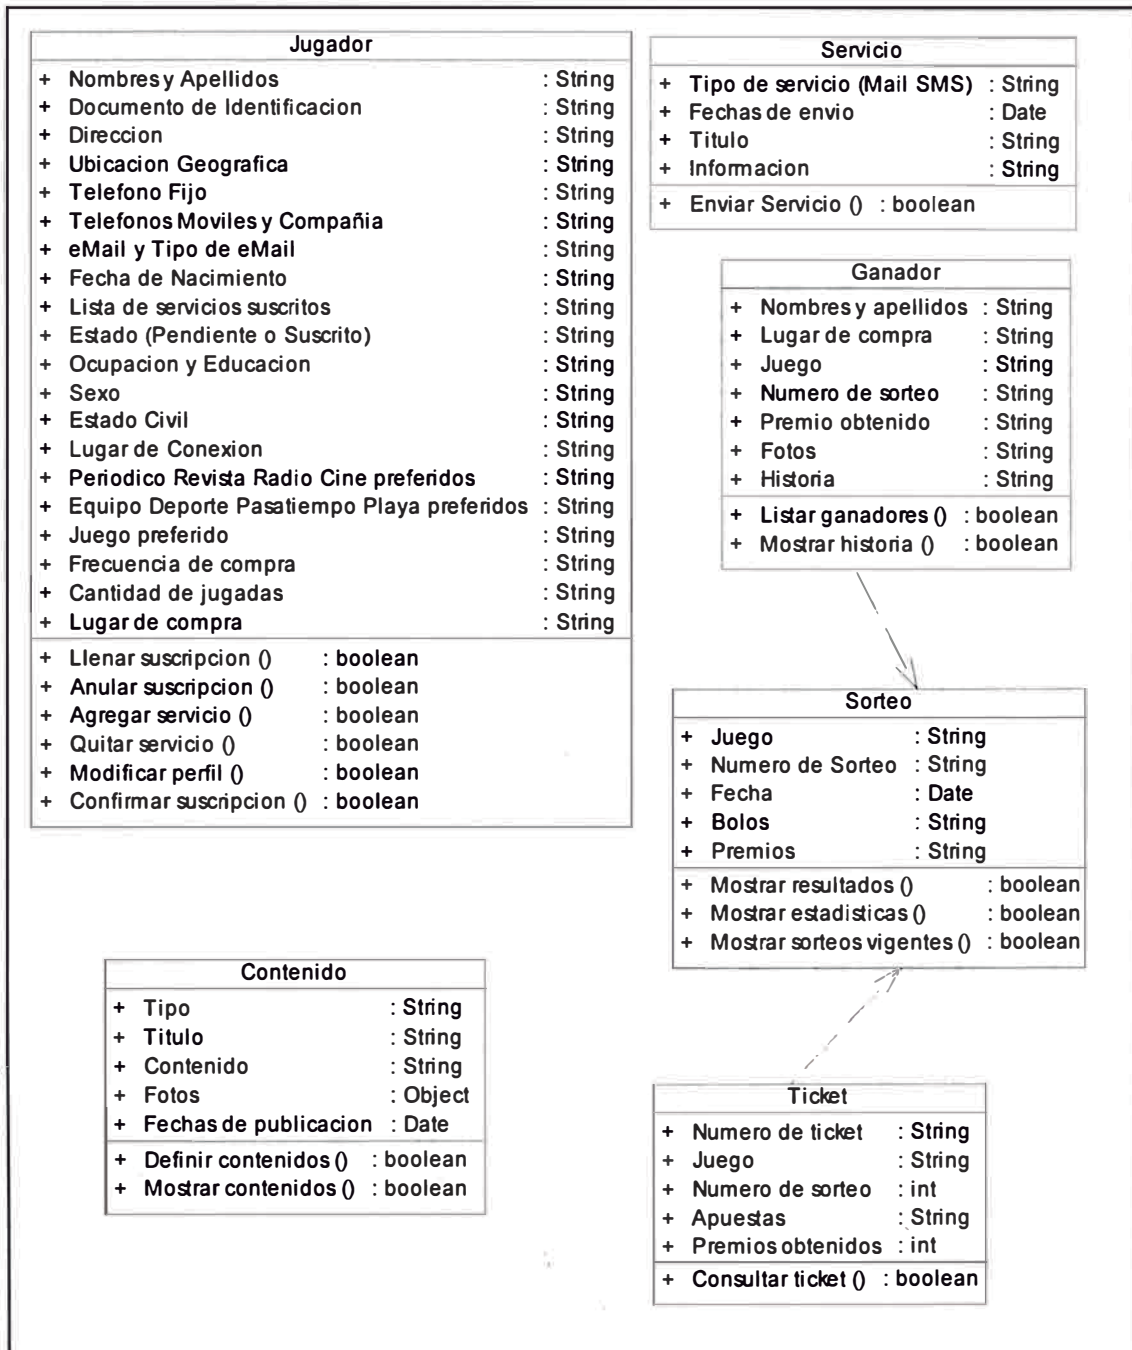 Jugador
+ Nombres y Apellidos : String
+ Documento de Identificacion : String
+ Direccion : String
+ Ubicacion Geografica : String
+ Telefono Fijo : String
+ Telefonos Moviles y Compañia : String
+ eMail y Tipo de eMail : String
+ Fecha de Nacimiento : String
+ Lista de servicios suscritos : String
+ Estado (Pendiente o Suscrito) : String
+ Ocupacion y Educacion : String
+ Sexo : String
+ Estado Civil : String
+ Lugar de Conexion : String
+ Periodico Revista Radio Cine preferidos : String
+ Equipo Deporte Pasatiempo Playa preferidos : String
+ Juego preferido : String
+ Frecuencia de compra : String
+ Cantidad de jugadas : String
+ Lugar de compra : String
+ Llenar suscripcion () : boolean
+ Anular suscripcion () : boolean
+ Agregar servicio () : boolean
+ Quitar servicio () : boolean
+ Modificar perfil () : boolean
+ Confirmar suscripcion () : boolean
Servicio
+ Tipo de servicio (Mail SMS) : String
+ Fechas de envio : Date
+ Titulo : String
+ Informacion : String
+ Enviar Servicio () : boolean
Ganador
+ Nombres y apellidos : String
+ Lugar de compra : String
+ Juego : String
+ Numero de sorteo : String
+ Premio obtenido : String
+ Fotos : String
+ Historia : String
+ Listar ganadores () : boolean
+ Mostrar historia () : boolean
Sorteo
+ Juego : String
+ Numero de Sorteo : String
+ Fecha : Date
+ Bolos : String
+ Premios : String
+ Mostrar resultados () : boolean
+ Mostrar estadisticas () : boolean
+ Mostrar sorteos vigentes () : boolean
Contenido
+ Tipo : String
+ Titulo : String
+ Contenido : String
+ Fotos : Object
+ Fechas de publicacion : Date
+ Definir contenidos () : boolean
+ Mostrar contenidos () : boolean
Ticket
+ Numero de ticket : String
+ Juego : String
+ Numero de sorteo : int
+ Apuestas : String
+ Premios obtenidos : int
+ Consultar ticket () : boolean